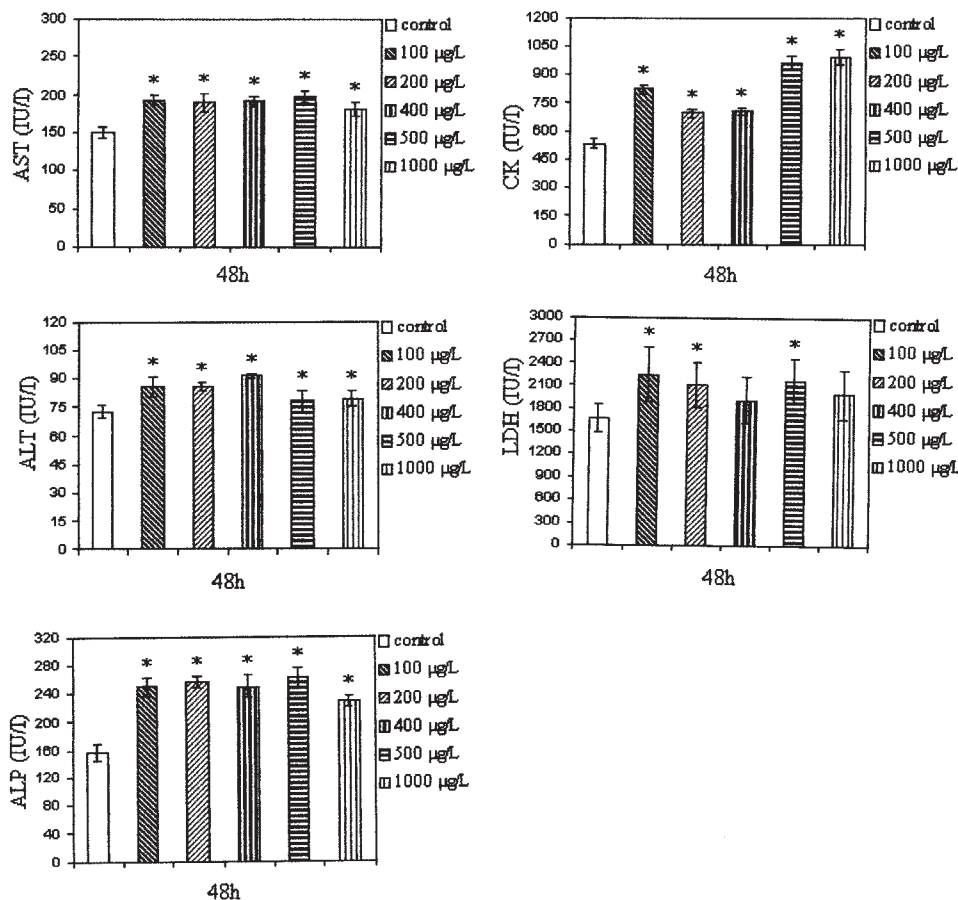 AST (IU/l)
300
250
200
150
100
50
0
* * * * *
48h
control
100 µg/L
200 µg/L
400 µg/L
500 µg/L
1000 µg/L
CK (IU/l)
1200
1050
900
750
600
450
300
150
0
* * * * *
48h
control
100 µg/L
200 µg/L
400 µg/L
500 µg/L
1000 µg/L
ALT (IU/l)
120
105
90
75
60
45
30
15
0
* * * * *
48h
control
100 µg/L
200 µg/L
400 µg/L
500 µg/L
1000 µg/L
LDH (IU/l)
3000
2700
2400
2100
1800
1500
1200
900
600
300
0
* * *
48h
control
100 µg/L
200 µg/L
400 µg/L
500 µg/L
1000 µg/L
ALP (IU/l)
320
280
240
200
160
120
80
40
0
* * * * *
48h
control
100 µg/L
200 µg/L
400 µg/L
500 µg/L
1000 µg/L